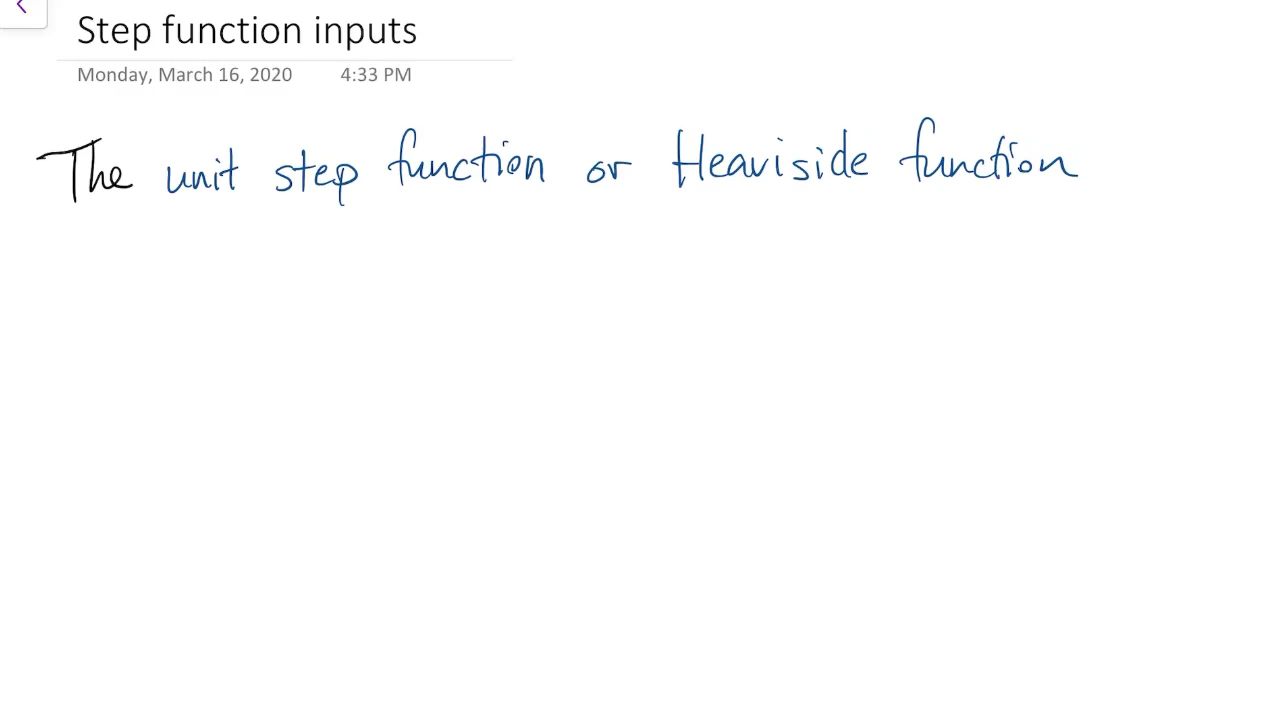 Step function inputs
Monday, March 16, 2020 4:33 PM
The unit step function or Heaviside function